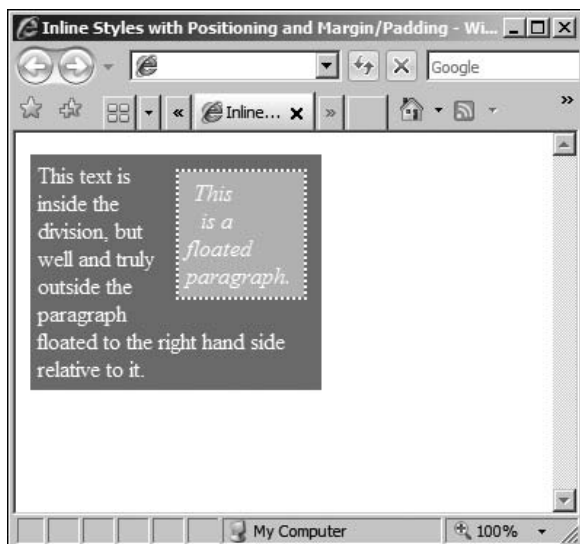 Inline Styles with Positioning and Margin/Padding - Wi...
Google
Inline...
This text is
inside the
division, but
well and truly
outside the
paragraph
floated to the right hand side
relative to it.
This
is a
floated
paragraph.
My Computer
100%